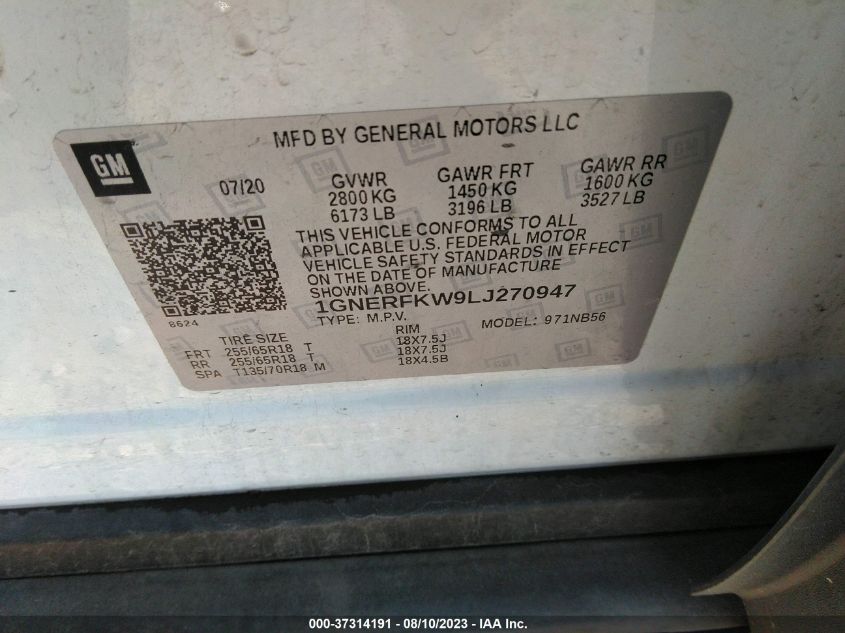 MFD BY GENERAL MOTORS LLC
GM
07/20 GVWR GAWR FRT GAWR RR
2800 KG 1450 KG 1600 KG
6173 LB 3196 LB 3527 LB
THIS VEHICLE CONFORMS TO ALL
APPLICABLE U.S. FEDERAL MOTOR
VEHICLE SAFETY STANDARDS IN EFFECT
ON THE DATE OF MANUFACTURE
SHOWN ABOVE.
1GNERFKW9LJ270947
8624
TYPE: M.P.V. MODEL: 971NB56
TIRE SIZE RIM
FRT 255/65R18 T 18X7.5J
RR 255/65R18 T 18X7.5J
SPA T135/70R18 M 18X4.5B
000-37314191 - 08/10/2023 - IAA Inc.